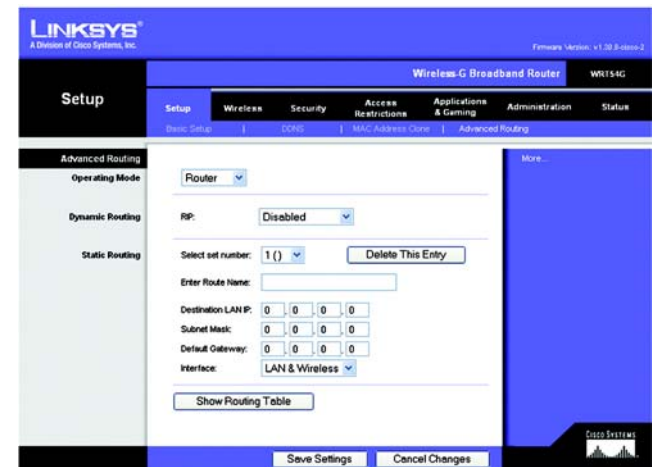 LINKSYS®
A Division of Cisco Systems, Inc.
Firmware Version: v1.30.0-cisco-2
Wireless-G Broadband Router WRT54G
Setup
Setup Wireless Security Access Restrictions Applications & Gaming Administration Status
Basic Setup | DDNS | MAC Address Clone | Advanced Routing
Advanced Routing
More...
Operating Mode Router
Dynamic Routing RIP: Disabled
Static Routing Select set number: 1 () Delete This Entry
Enter Route Name:
Destination LAN IP: 0 . 0 . 0 . 0
Subnet Mask: 0 . 0 . 0 . 0
Default Gateway: 0 . 0 . 0 . 0
Interface: LAN & Wireless
Show Routing Table
CISCO SYSTEMS
Save Settings Cancel Changes